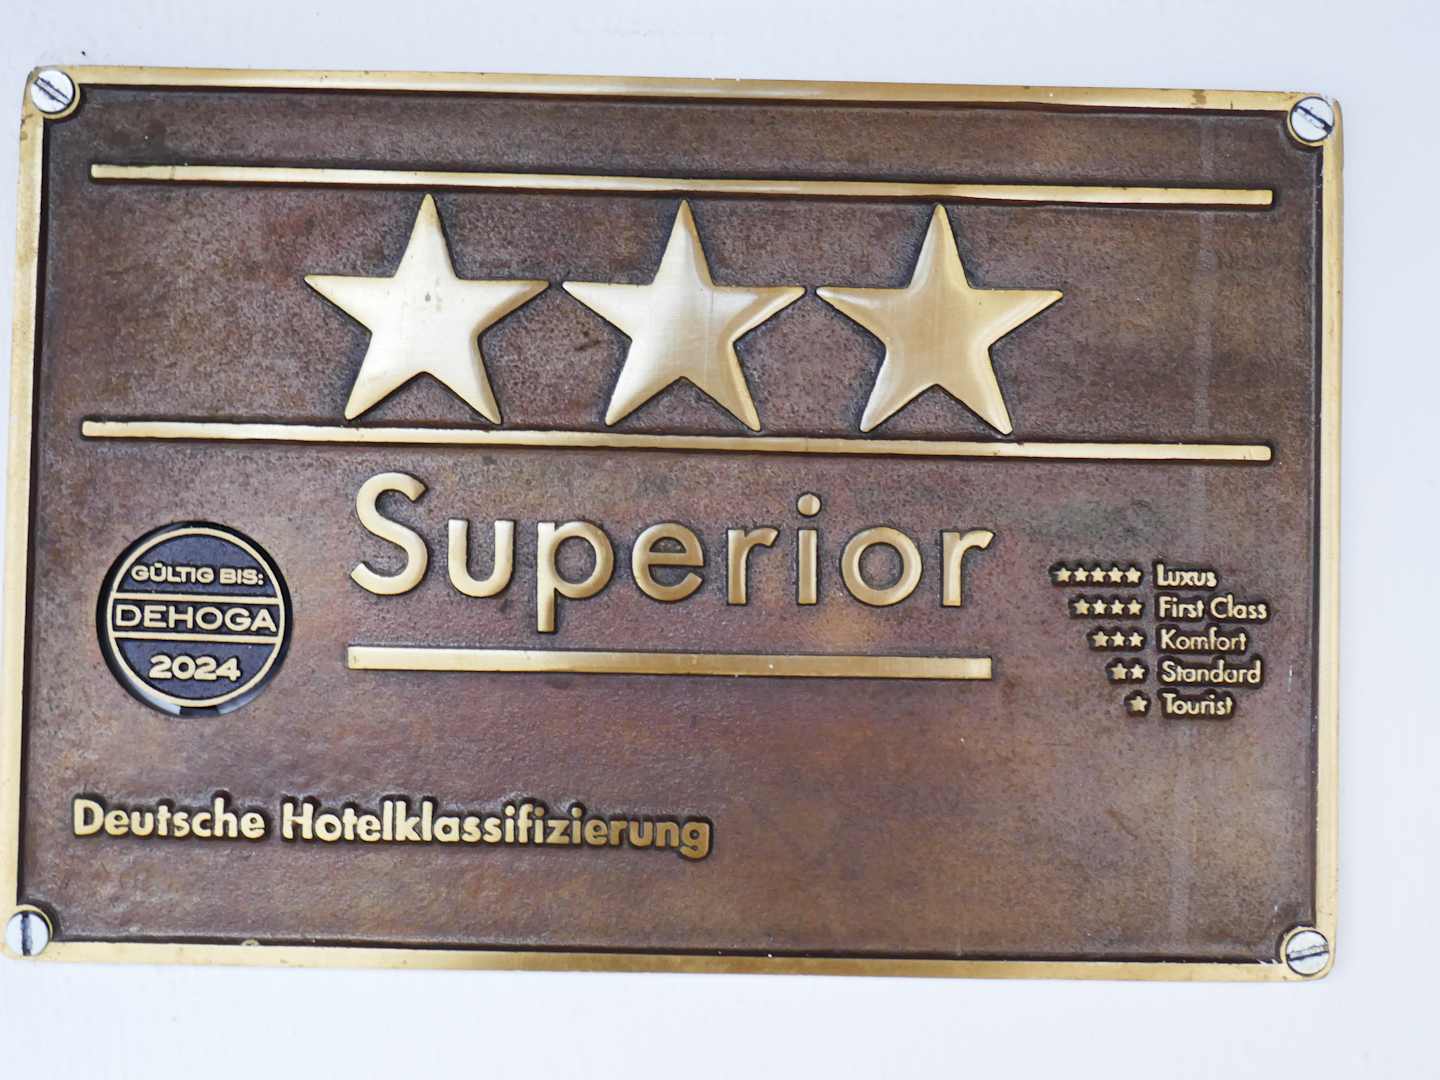 Superior
GÜLTIG BIS:
DEHOGA
2024
Luxus
First Class
Komfort
Standard
Tourist
Deutsche Hotelklassifizierung